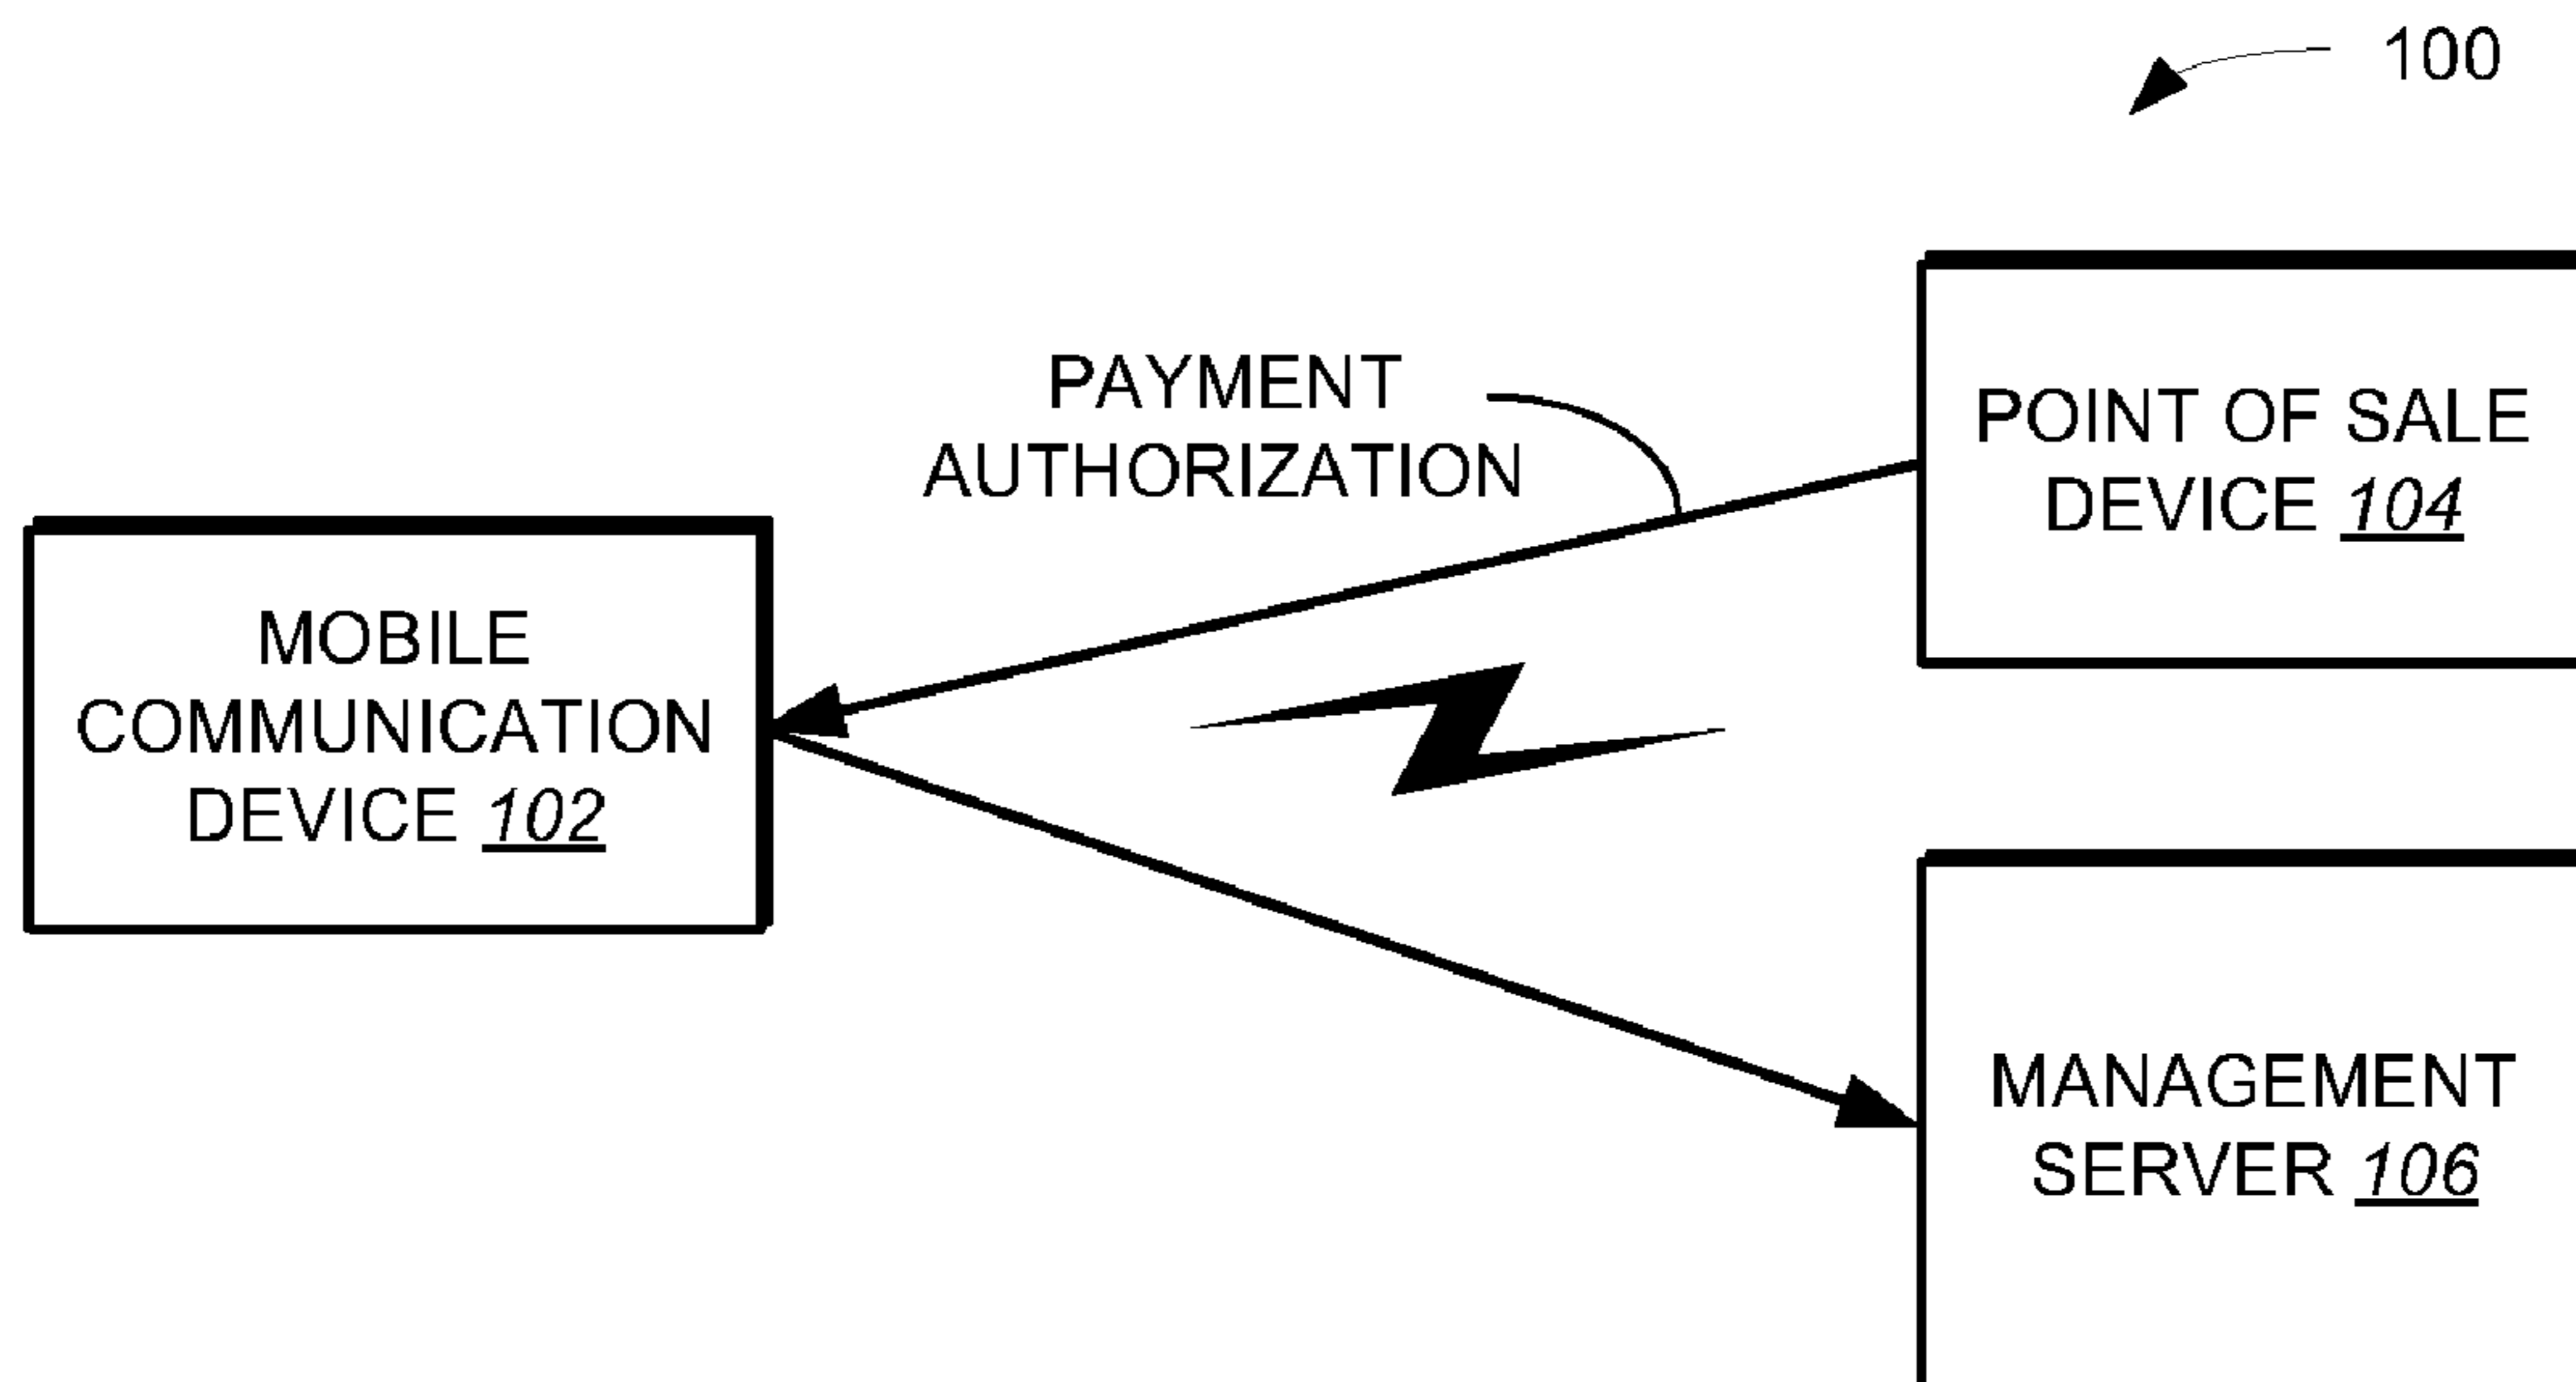 100
PAYMENT
AUTHORIZATION
POINT OF SALE
DEVICE 104
MOBILE
COMMUNICATION
DEVICE 102
MANAGEMENT
SERVER 106